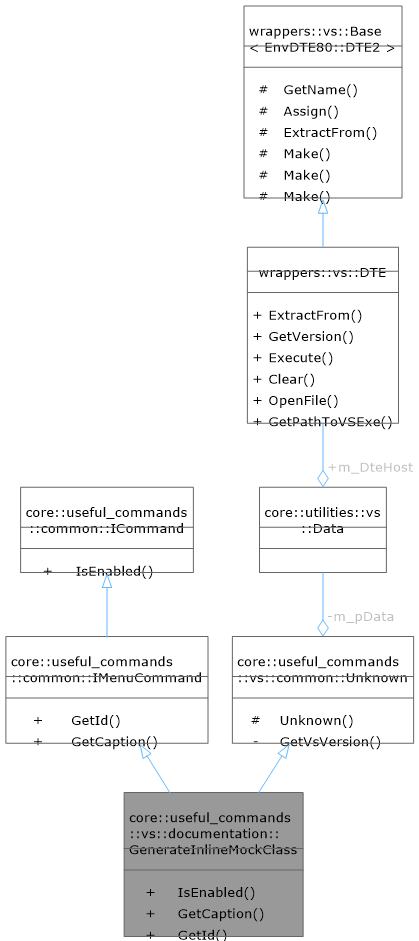 wrappers::vs::Base
< EnvDTE80::DTE2 >
# GetName()
# Assign()
# ExtractFrom()
# Make()
# Make()
# Make()
wrappers::vs::DTE
+ ExtractFrom()
+ GetVersion()
+ Execute()
+ Clear()
+ OpenFile()
+ GetPathToVSExe()
+m_DteHost
core::useful_commands
::common::ICommand
+ IsEnabled()
core::utilities::vs
::Data
-m_pData
core::useful_commands
::common::IMenuCommand
+ GetId()
+ GetCaption()
core::useful_commands
::vs::common::Unknown
# Unknown()
- GetVsVersion()
core::useful_commands
::vs::documentation::
GenerateInlineMockClass
+ IsEnabled()
+ GetCaption()
+ GetId()